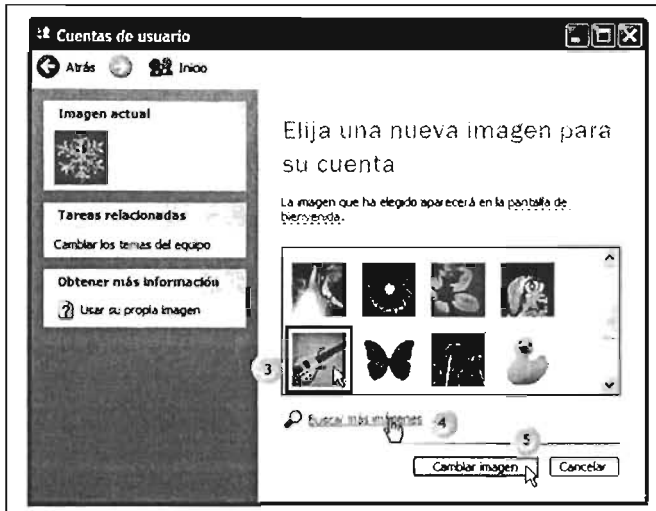 Cuentas de usuario
Atrás Inicio
Imagen actual
Tareas relacionadas
Cambiar los temas del equipo
Obtener más información
Usar su propia imagen
Elija una nueva imagen para
su cuenta
La imagen que ha elegido aparecerá en la pantalla de
bienvenida.
3
Buscar más imágenes 4
5
Cambiar imagen Cancelar